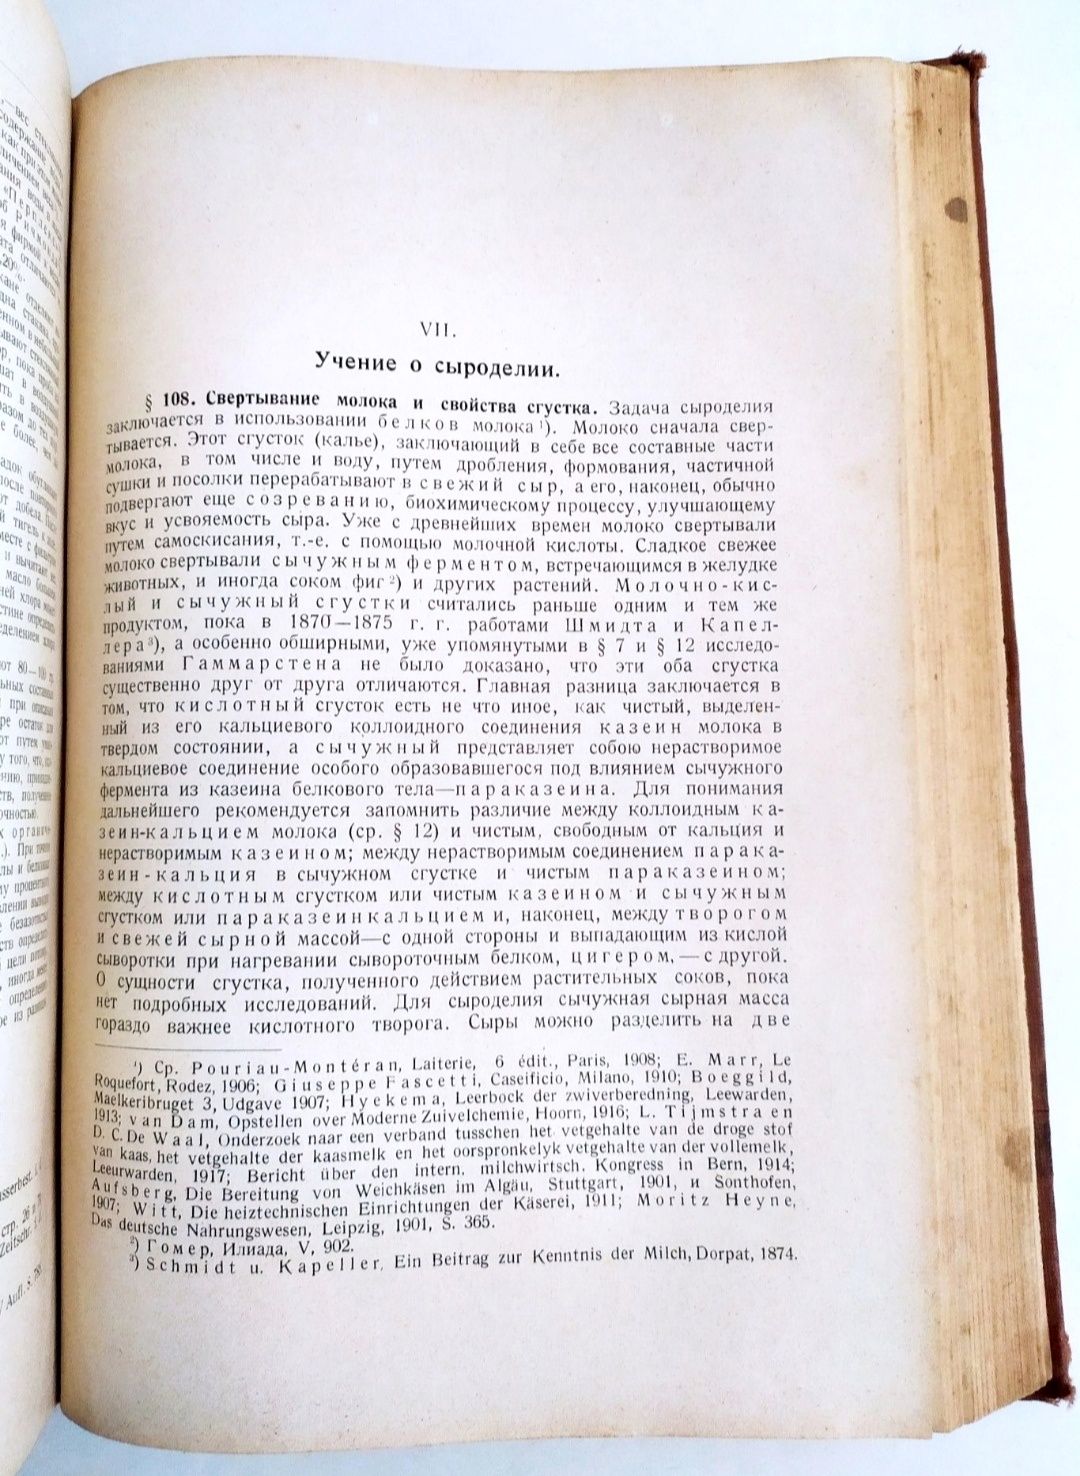 VII.
Учение о сыроделии.
§ 108. Свертывание молока и свойства сгустка. Задача сыроделия
заключается в использовании белков молока ¹). Молоко сначала свер-
тывается. Этот сгусток (калье), заключающий в себе все составные части
молока, в том числе и воду, путем дробления, формования, частичной
сушки и посолки перерабатывают в свежий сыр, а его, наконец, обычно
подвергают еще созреванию, биохимическому процессу, улучшающему
вкус и усвояемость сыра. Уже с древнейших времен молоко свертывали
путем самоскисания, т.-е. с помощью молочной кислоты. Сладкое свежее
молоко свертывали сычужным ферментом, встречающимся в желудке
животных, и иногда соком фиг ²) и других растений. Молочно-кис-
лый и сычужный сгустки считались раньше одним и тем же
продуктом, пока в 1870—1875 г. г. работами Шмидта и Капел-
лера ³), а особенно обширными, уже упомянутыми в § 7 и § 12 исследо-
ваниями Гаммарстена не было доказано, что эти оба сгустка
существенно друг от друга отличаются. Главная разница заключается в
том, что кислотный сгусток есть не что иное, как чистый, выделен-
ный из его кальциевого коллоидного соединения казеин молока в
твердом состоянии, а сычужный представляет собою нерастворимое
кальциевое соединение особого образовавшегося под влиянием сычужного
фермента из казеина белкового тела—параказеина. Для понимания
дальнейшего рекомендуется запомнить различие между коллоидным ка-
зеин-кальцием молока (ср. § 12) и чистым, свободным от кальция и
нерастворимым казеином; между нерастворимым соединением парака-
зеин-кальция в сычужном сгустке и чистым параказеином;
между кислотным сгустком или чистым казеином и сычужным
сгустком или параказеинкальцием и, наконец, между творогом
и свежей сырной массой—с одной стороны и выпадающим из кислой
сыворотки при нагревании сывороточным белком, цигером,—с другой.
О сущности сгустка, полученного действием растительных соков, пока
нет подробных исследований. Для сыроделия сычужная сырная масса
гораздо важнее кислотного творога. Сыры можно разделить на две
¹) Ср. Pouriau-Montéran, Laiterie, 6 édit., Paris, 1908; E. Marr, Le
Roquefort, Rodez, 1906; Giuseppe Fascetti, Caseificio, Milano, 1910; Boeggild,
Maelkeribruget 3, Udgave 1907; Hyekema, Leerbock der zwiverberedning, Leewarden,
1913; van Dam, Opstellen over Moderne Zuivelchemie, Hoorn, 1916; L. Tijmstra en
D. C. De Waal, Onderzoek naar een verband tusschen het vetgehalte van de droge stof
van kaas, het vetgehalte der kaasmelk en het oorspronkelyk vetgehalte van der vollemelk,
Leeurwarden, 1917; Bericht über den intern. milchwirtsch. Kongress in Bern, 1914;
Aufsberg, Die Bereitung von Weichkäsen im Algäu, Stuttgart, 1901, и Sonthofen,
1907; Witt, Die heiztechnischen Einrichtungen der Käserei, 1911; Moritz Heyne,
Das deutsche Nahrungswesen, Leipzig, 1901, S. 365.
²) Гомер, Илиада, V, 902.
³) Schmidt u. Kapeller, Ein Beitrag zur Kenntnis der Milch, Dorpat, 1874.